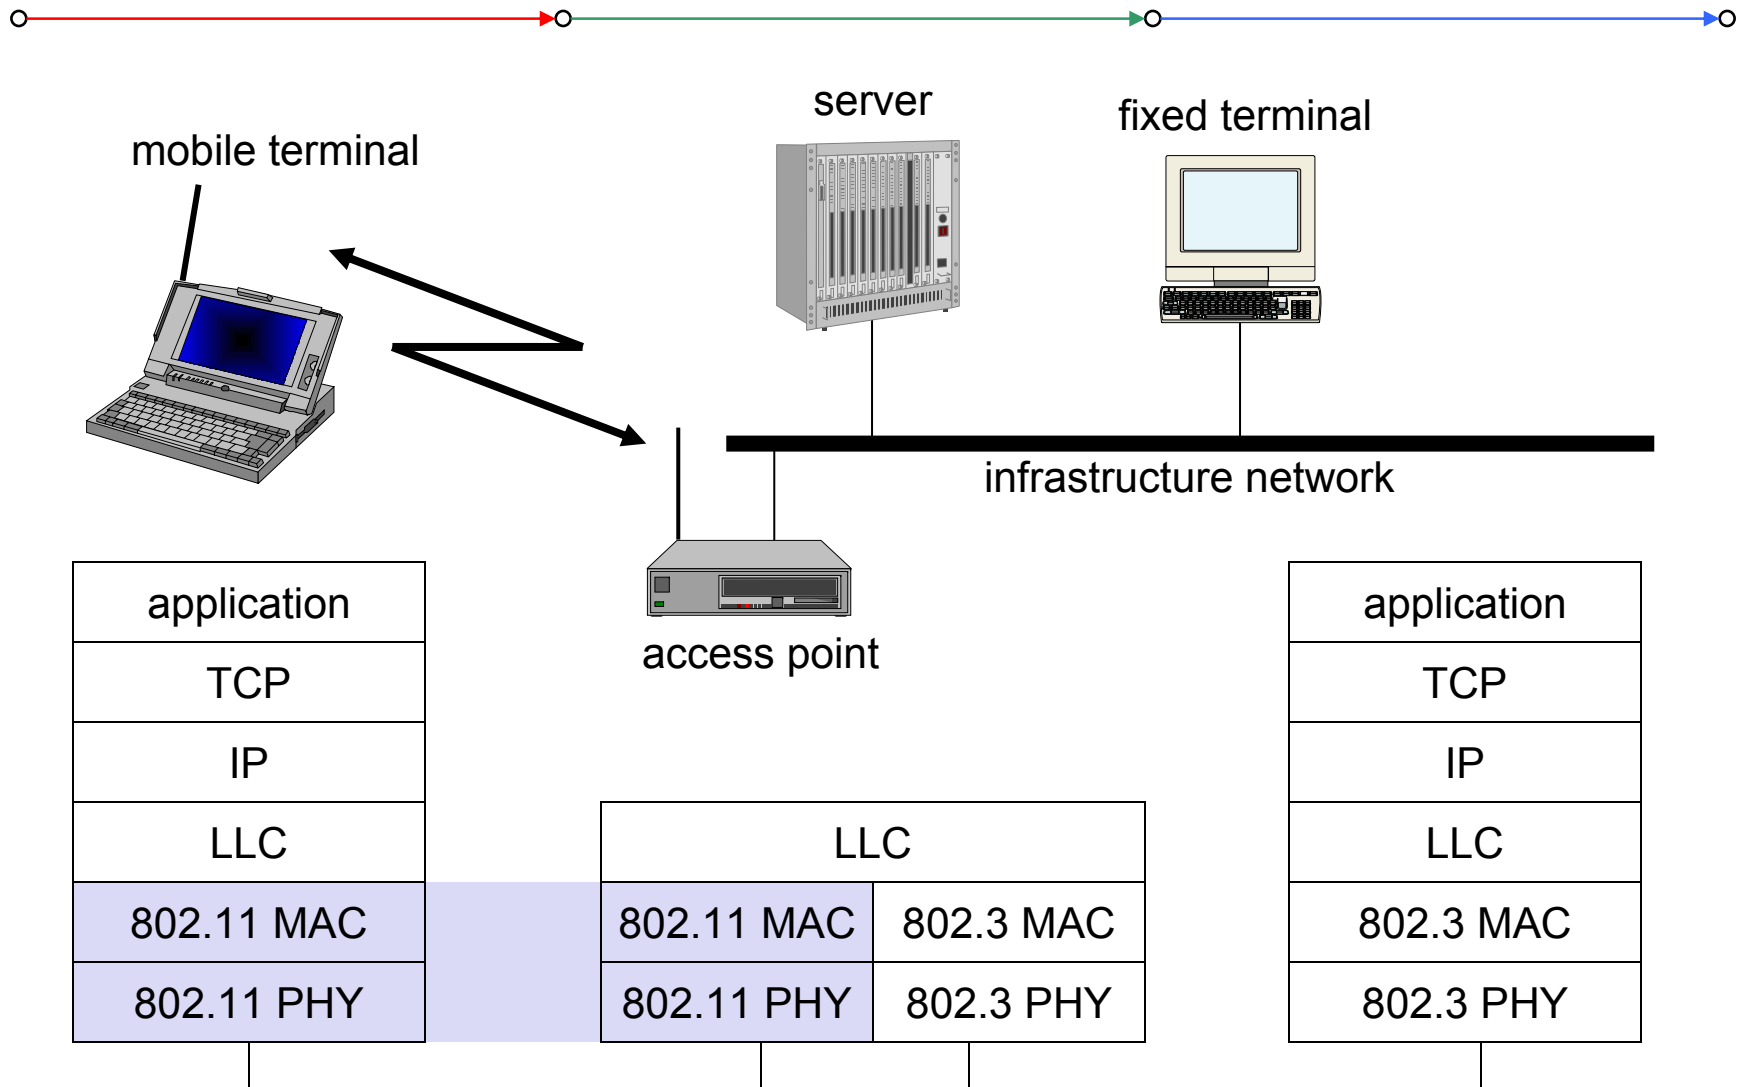 server
fixed terminal
mobile terminal
infrastructure network
access point
application
TCP
IP
LLC
802.11 MAC
802.11 PHY
LLC
802.11 MAC 802.3 MAC
802.11 PHY 802.3 PHY
application
TCP
IP
LLC
802.3 MAC
802.3 PHY